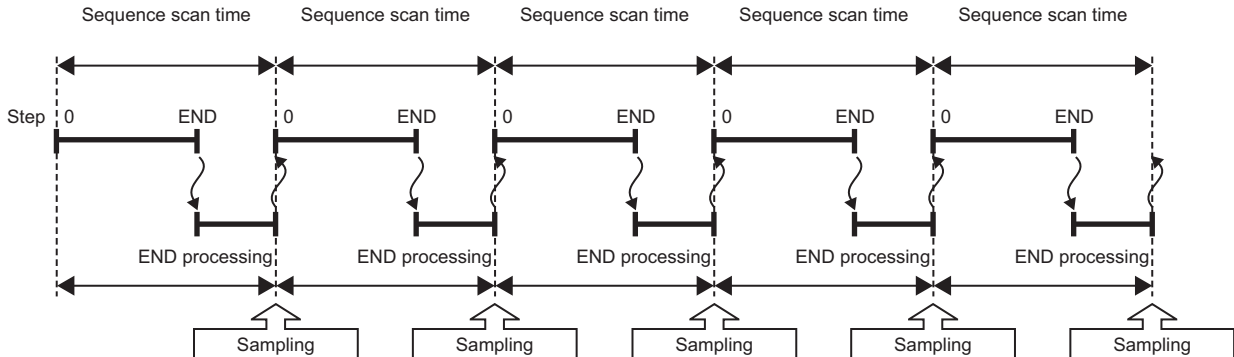 Sequence scan time Sequence scan time Sequence scan time Sequence scan time Sequence scan time
Step 0 END 0 END 0 END 0 END 0 END
END processing END processing END processing END processing END processing
Sampling Sampling Sampling Sampling Sampling